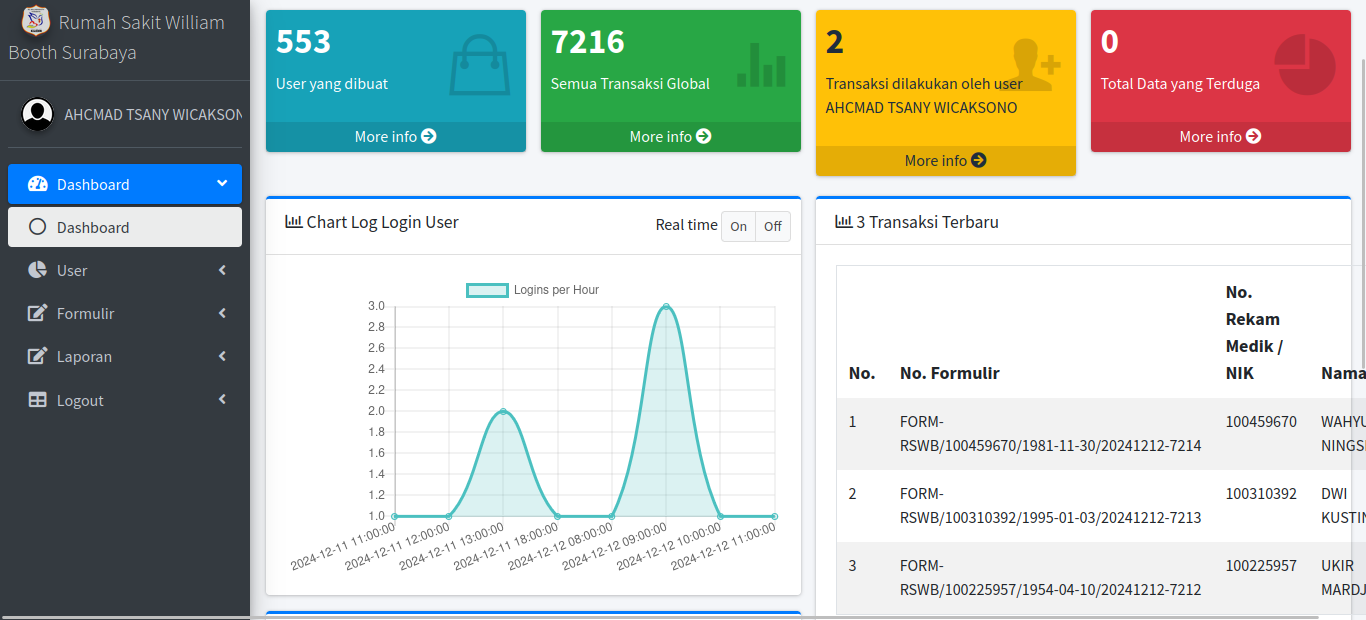 Rumah Sakit William
Booth Surabaya
AHCMAD TSANY WICAKSON
Dashboard
Dashboard
User
Formulir
Laporan
Logout
553
User yang dibuat
More info
7216
Semua Transaksi Global
More info
2
Transaksi dilakukan oleh user
AHCMAD TSANY WICAKSONO
More info
0
Total Data yang Terduga
More info
Chart Log Login User
Real time On Off
Logins per Hour
3.0
2.8
2.6
2.4
2.2
2.0
1.8
1.6
1.4
1.2
1.0
2024-12-11 11:00:00
2024-12-11 12:00:00
2024-12-11 13:00:00
2024-12-11 18:00:00
2024-12-12 08:00:00
2024-12-12 09:00:00
2024-12-12 10:00:00
2024-12-12 11:00:00
3 Transaksi Terbaru
No.
Rekam
Medik /
No. No. Formulir NIK Nama
1 FORM- 100459670 WAHYU
RSWB/100459670/1981-11-30/20241212-7214 NINGS
2 FORM- 100310392 DWI
RSWB/100310392/1995-01-03/20241212-7213 KUSTIN
3 FORM- 100225957 UKIR
RSWB/100225957/1954-04-10/20241212-7212 MARDJ